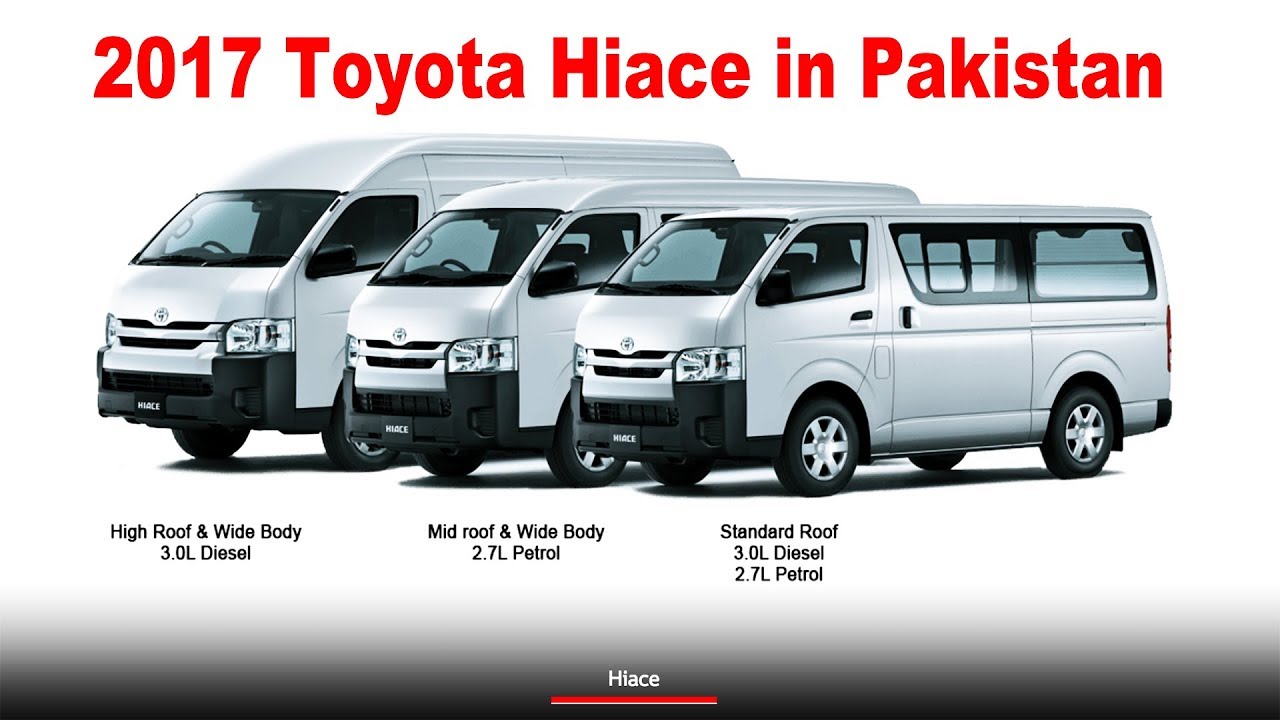 2017 Toyota Hiace in Pakistan
HIACE
HIACE
HIACE
High Roof & Wide Body
3.0L Diesel
Mid roof & Wide Body
2.7L Petrol
Standard Roof
3.0L Diesel
2.7L Petrol
Hiace